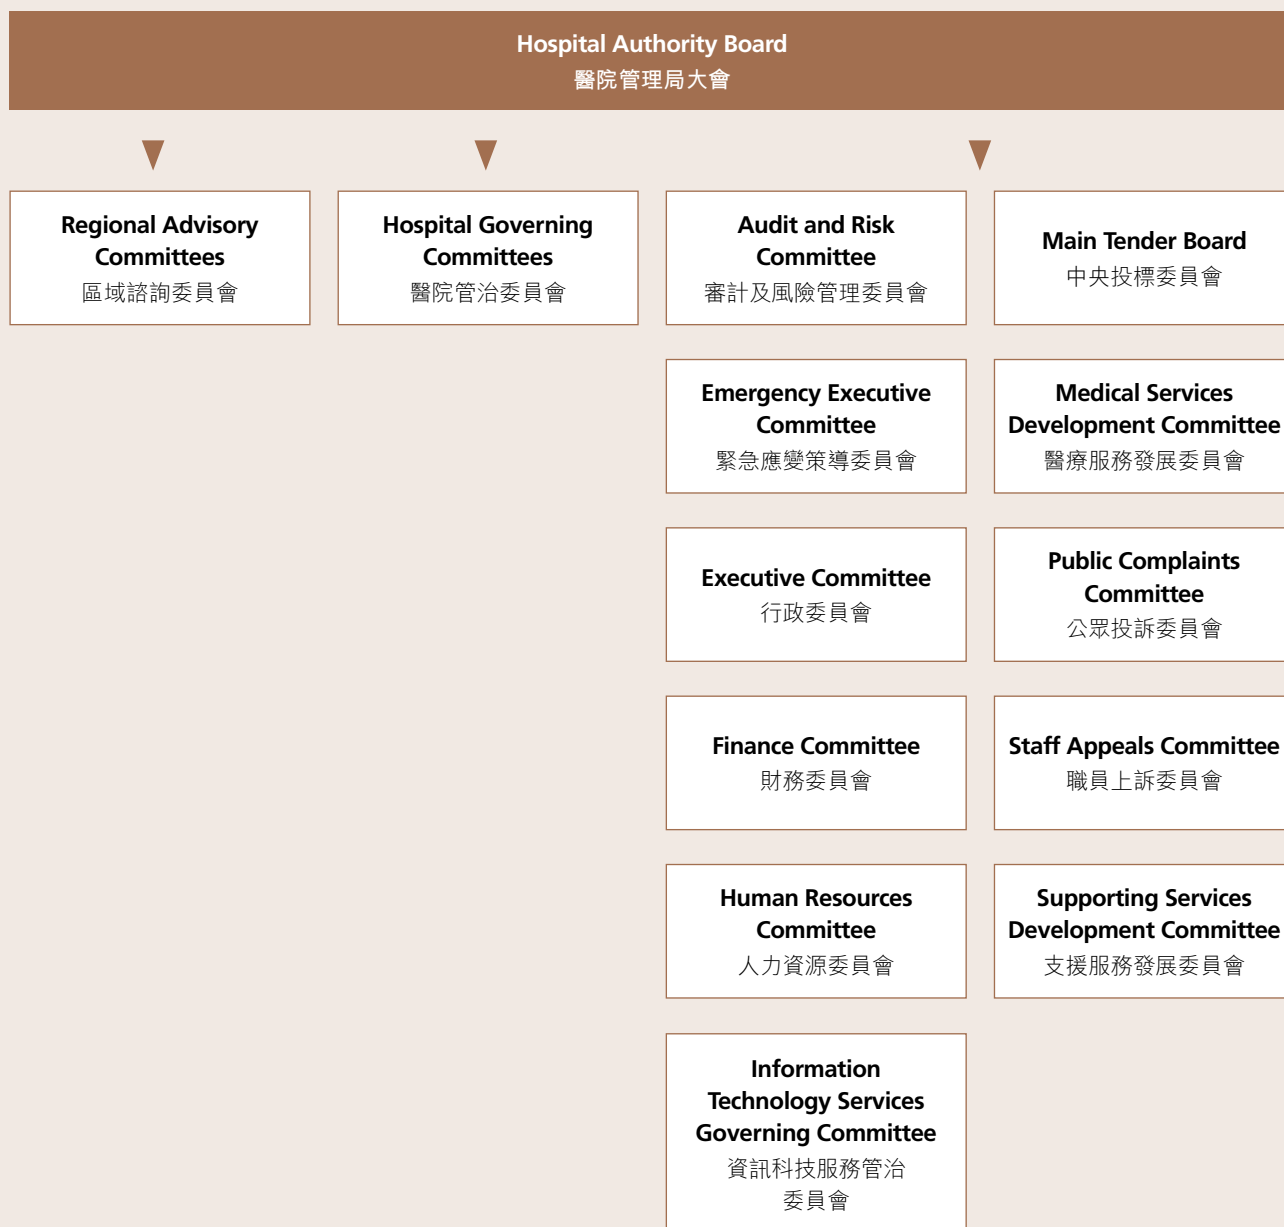 Hospital Authority Board
醫院管理局大會
Regional Advisory
Committees
區域諮詢委員會
Hospital Governing
Committees
醫院管治委員會
Audit and Risk
Committee
審計及風險管理委員會
Main Tender Board
中央投標委員會
Emergency Executive
Committee
緊急應變策導委員會
Medical Services
Development Committee
醫療服務發展委員會
Executive Committee
行政委員會
Public Complaints
Committee
公眾投訴委員會
Finance Committee
財務委員會
Staff Appeals Committee
職員上訴委員會
Human Resources
Committee
人力資源委員會
Supporting Services
Development Committee
支援服務發展委員會
Information
Technology Services
Governing Committee
資訊科技服務管治
委員會